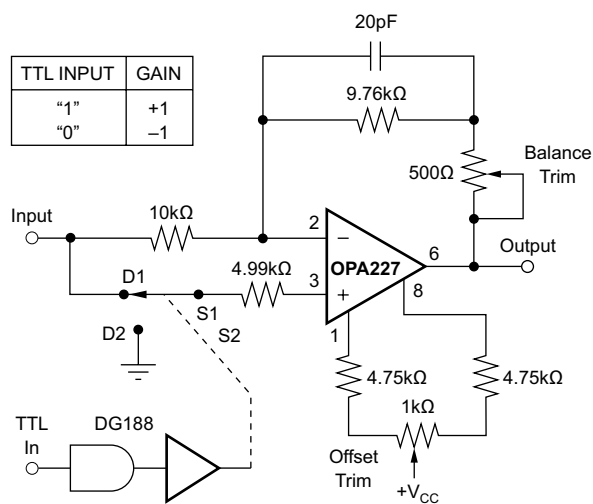 20pF
TTL INPUT GAIN
“1” +1
“0” –1
9.76kΩ
500Ω
Balance
Trim
Input
10kΩ
2
–
OPA227
6
Output
D1
4.99kΩ
3
+
8
S1
S2
D2
1
4.75kΩ
4.75kΩ
1kΩ
TTL
In
DG188
Offset
Trim
+VCC